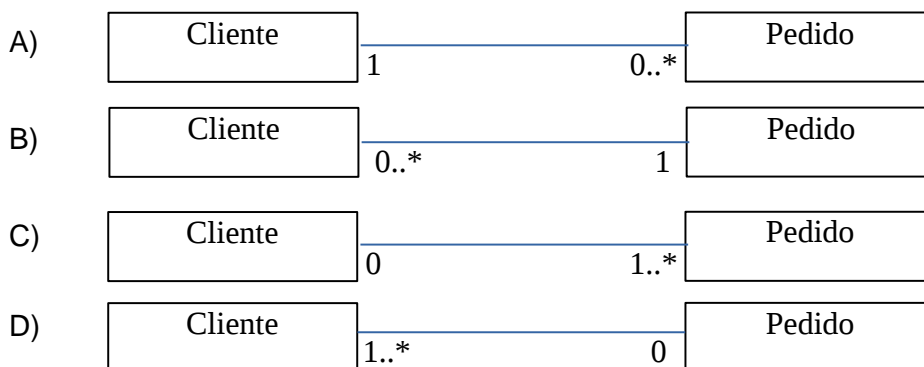 A) Cliente Pedido
1 0..*
B) Cliente Pedido
0..* 1
C) Cliente Pedido
0 1..*
D) Cliente Pedido
1..* 0